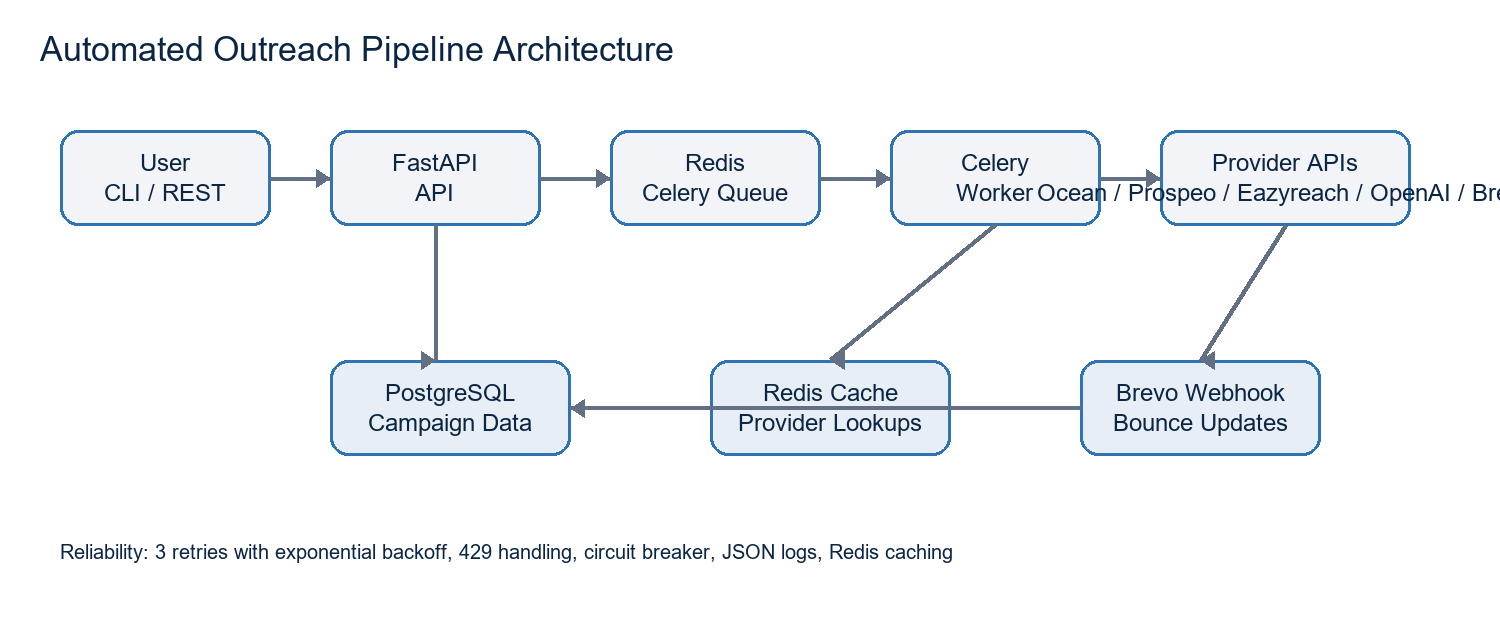 Automated Outreach Pipeline Architecture
User
CLI / REST
FastAPI
API
Redis
Celery Queue
Celery
Worker
Provider APIs
Ocean / Prospeo / Eazyreach / OpenAI /
PostgreSQL
Campaign Data
Redis Cache
Provider Lookups
Brevo Webhook
Bounce Updates
Reliability: 3 retries with exponential backoff, 429 handling, circuit breaker, JSON logs, Redis caching